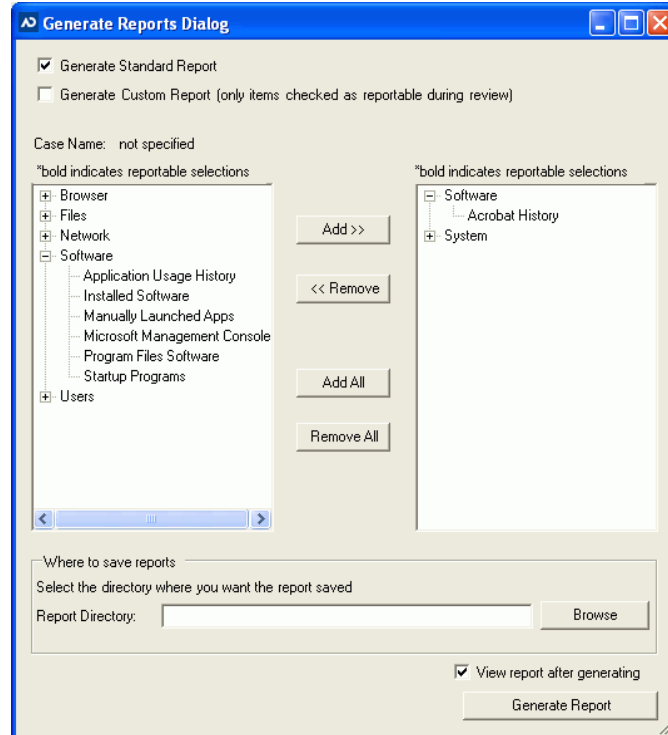 Generate Reports Dialog
Generate Standard Report
Generate Custom Report (only items checked as reportable during review)
Case Name: not specified
*bold indicates reportable selections
Browser
Files
Network
Software
Application Usage History
Installed Software
Manually Launched Apps
Microsoft Management Console
Program Files Software
Startup Programs
Users
Add >>
<< Remove
Add All
Remove All
*bold indicates reportable selections
Software
Acrobat History
System
Where to save reports
Select the directory where you want the report saved
Report Directory:
Browse
View report after generating
Generate Report